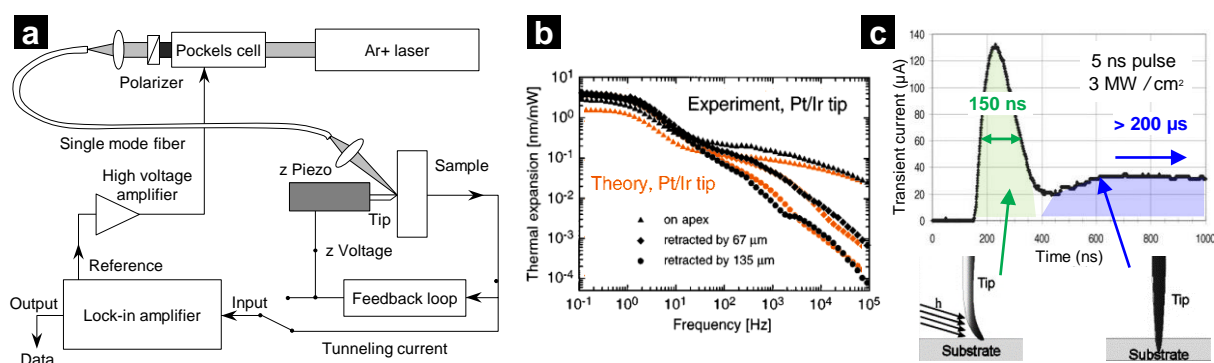 a
Pockels cell
Ar+ laser
Polarizer
Single mode fiber
High voltage
amplifier
z Piezo
Sample
Tip
z Voltage
Reference
Output
Input
Feedback loop
Lock-in amplifier
Tunneling current
Data
b
Thermal expansion [nm/mW]
10^1
10^0
10^-1
10^-2
10^-3
10^-4
Experiment, Pt/Ir tip
Theory, Pt/Ir tip
▲ on apex
◆ retracted by 67 µm
● retracted by 135 µm
10^-1 10^0 10^1 10^2 10^3 10^4 10^5
Frequency [Hz]
c
Transient current (µA)
140
120
100
80
60
40
20
0
5 ns pulse
3 MW / cm²
150 ns
> 200 µs
0 200 400 600 800 1000
Time (ns)
h
Tip
Substrate
Tip
Substrate